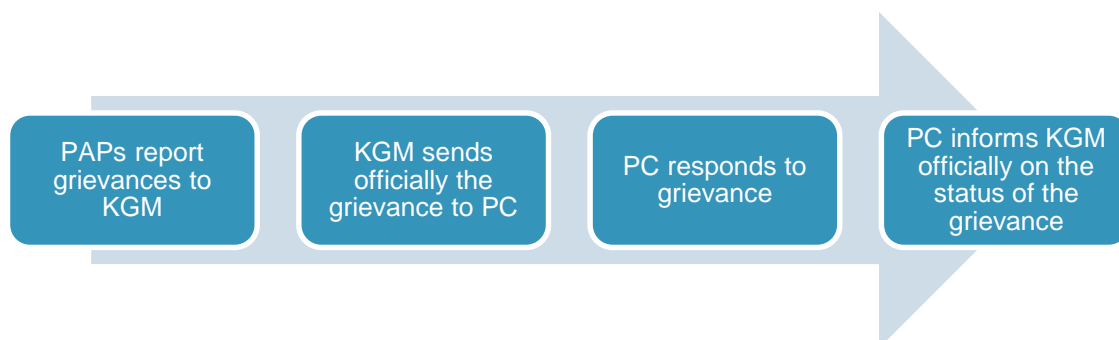 PAPs report
grievances to
KGM
KGM sends
officially the
grievance to PC
PC responds to
grievance
PC informs KGM
officially on the
status of the
grievance